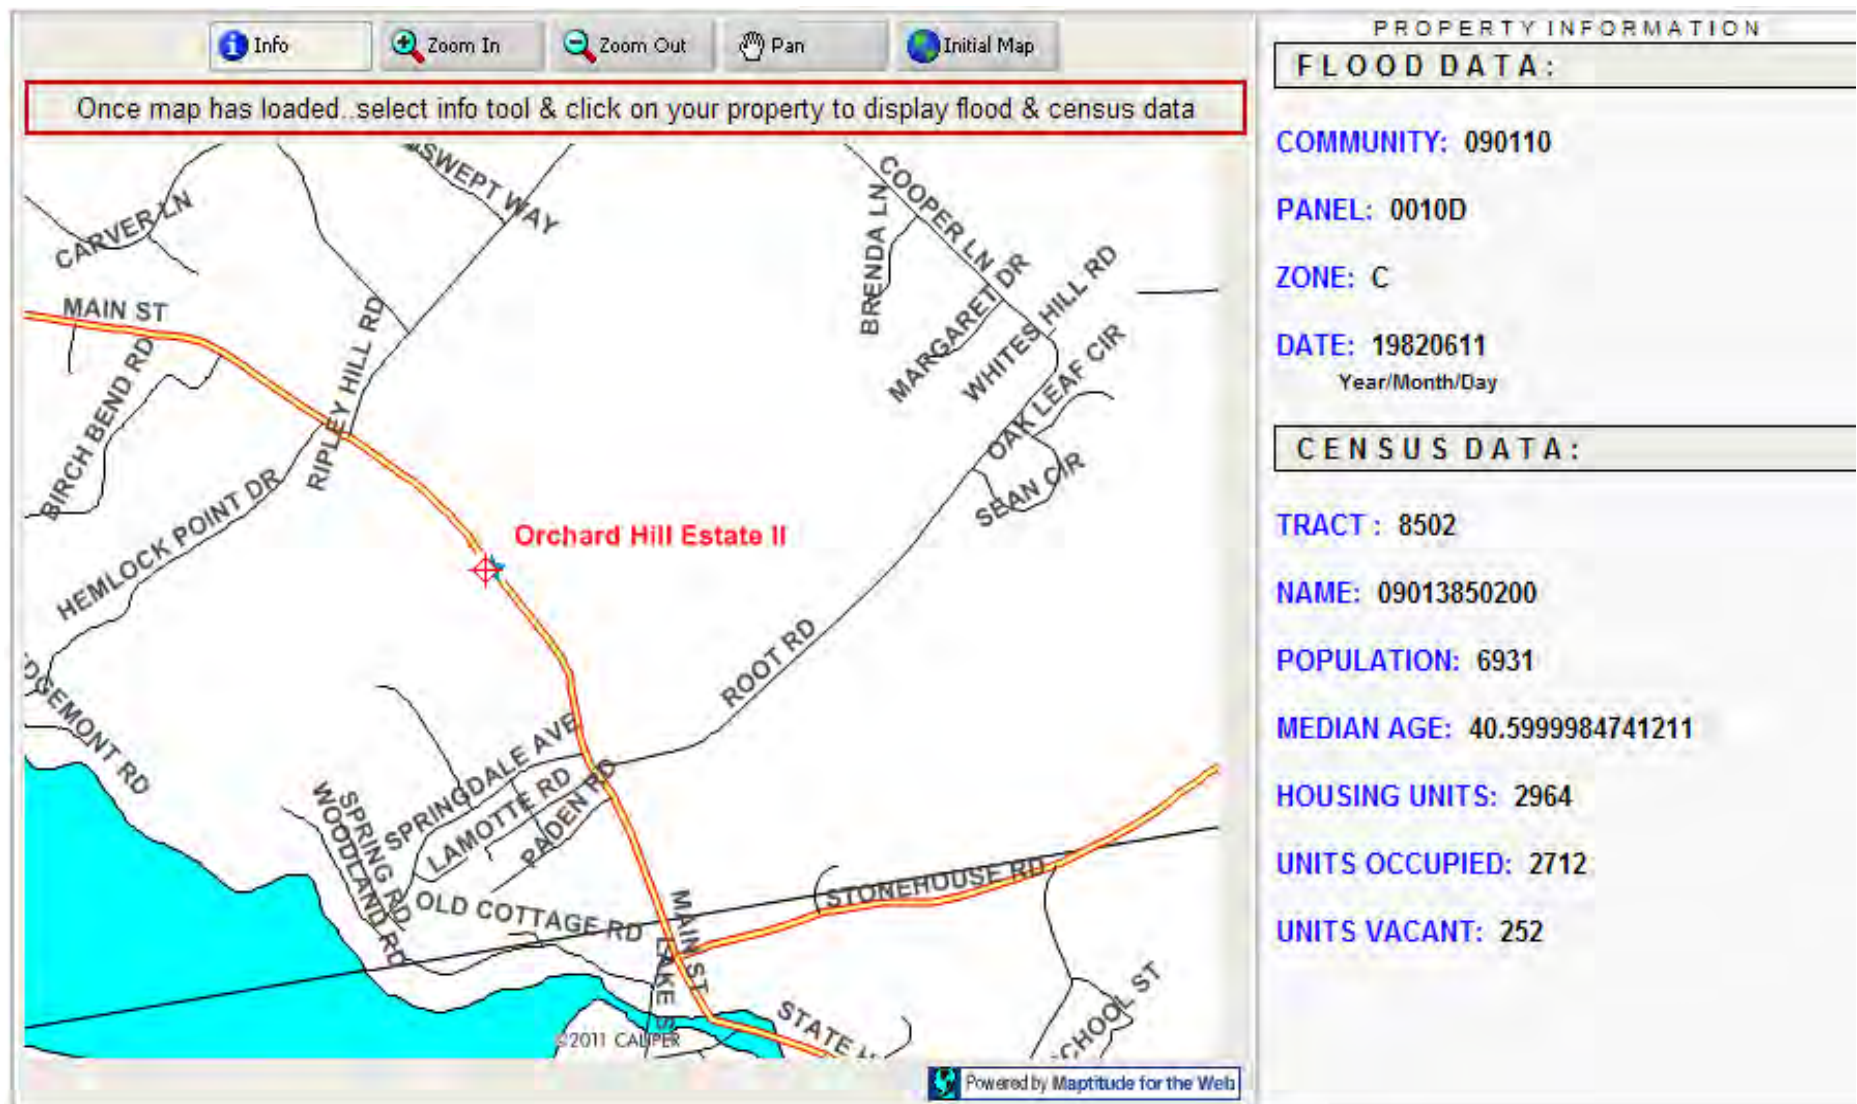 Info
Zoom In
Zoom Out
Pan
Initial Map
Once map has loaded..select info tool & click on your property to display flood & census data
SWEPT WAY
CARVER LN
COOPER LN
BRENDA LN
MARGARET DR
WHITES HILL RD
MAIN ST
RIPLEY HILL RD
BIRCH BEND RD
OAK LEAF CIR
SEAN CIR
HEMLOCK POINT DR
Orchard Hill Estate II
ROOT RD
DGEMONT RD
SPRINGDALE AVE
LAMOTTE RD
PADEN RD
SPRING RD
WOODLAND RD
OLD COTTAGE RD
MAIN ST
STONEHOUSE RD
LAKE S
STATE H
SCHOOL ST
©2011 CALIPER
Powered by Maptitude for the Web
PROPERTY INFORMATION
FLOOD DATA:
COMMUNITY: 090110
PANEL: 0010D
ZONE: C
DATE: 19820611
Year/Month/Day
CENSUS DATA:
TRACT : 8502
NAME: 09013850200
POPULATION: 6931
MEDIAN AGE: 40.5999984741211
HOUSING UNITS: 2964
UNITS OCCUPIED: 2712
UNITS VACANT: 252